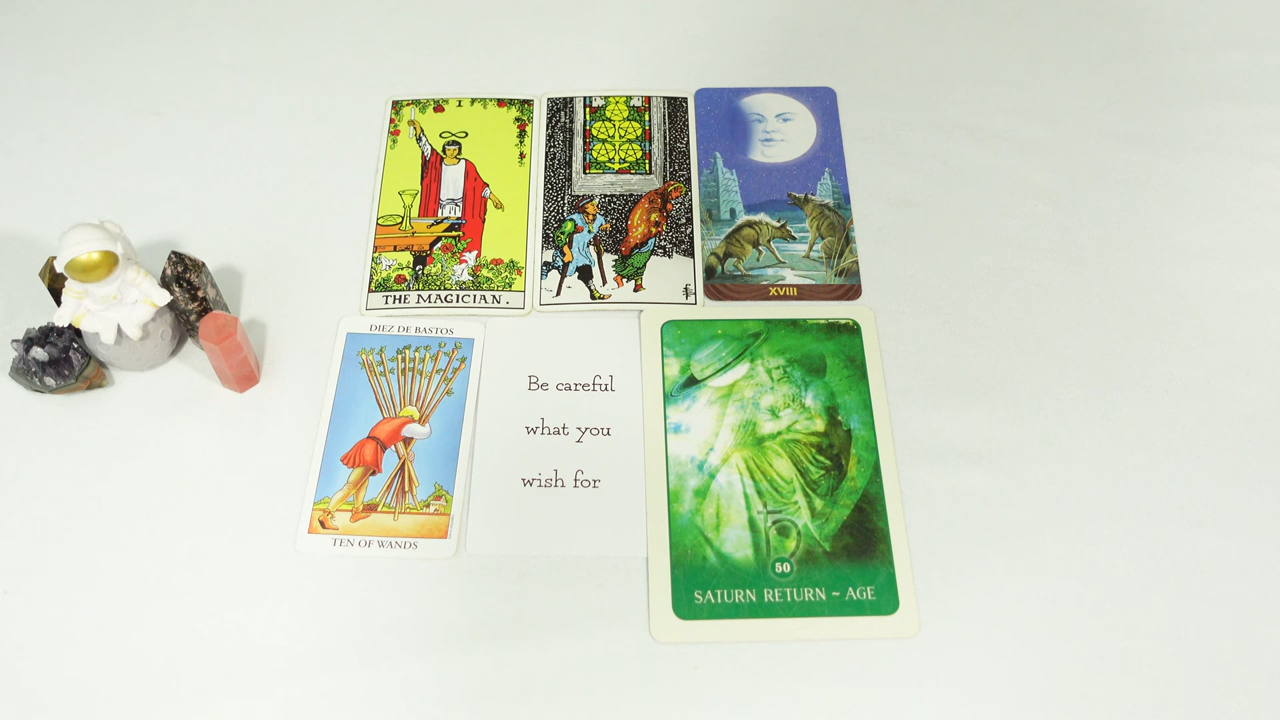 I
THE MAGICIAN.
XVIII
DIEZ DE BASTOS
TEN OF WANDS
Be careful
what you
wish for
50
SATURN RETURN ~ AGE